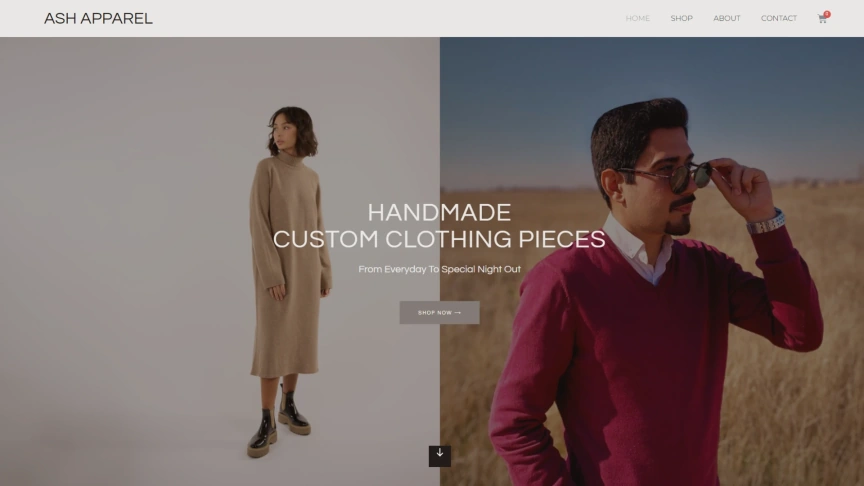 ASH APPAREL
HOME SHOP ABOUT CONTACT
HANDMADE
CUSTOM CLOTHING PIECES
From Everyday To Special Night Out
SHOP NOW ⟶